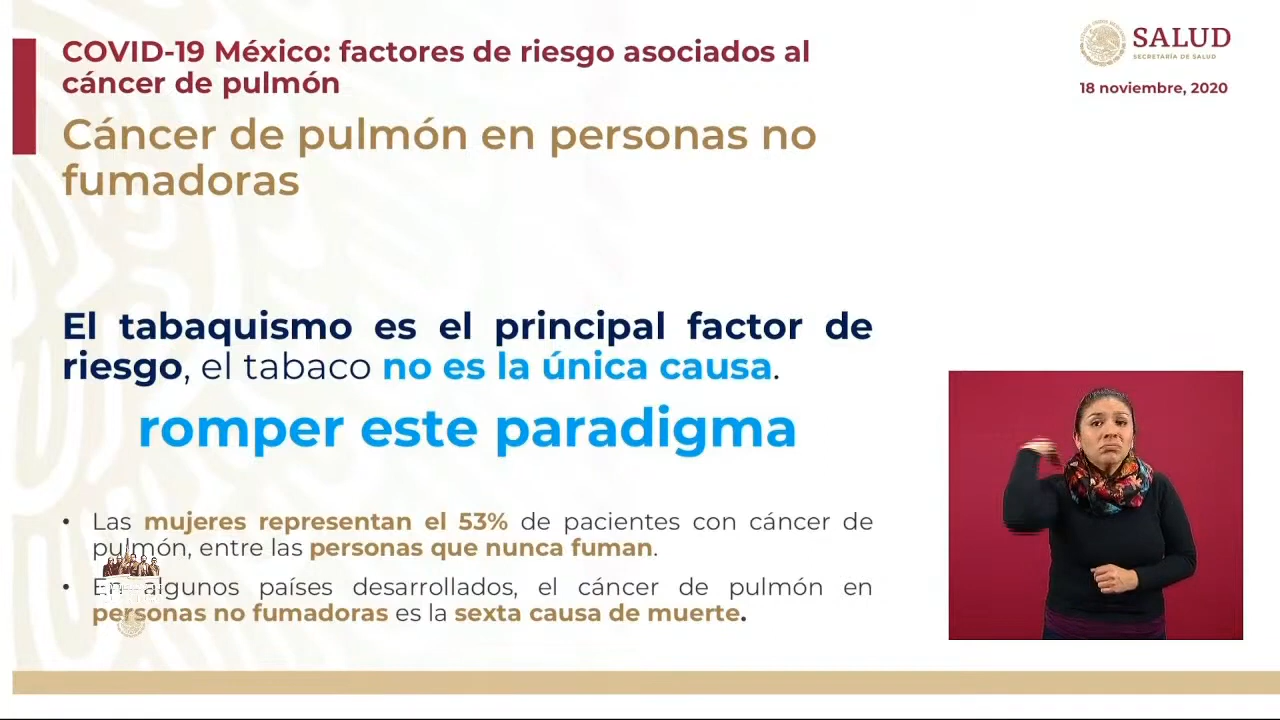 COVID-19 México: factores de riesgo asociados al
cáncer de pulmón
SALUD
SECRETARÍA DE SALUD
18 noviembre, 2020
Cáncer de pulmón en personas no
fumadoras
El tabaquismo es el principal factor de
riesgo, el tabaco no es la única causa.
romper este paradigma
• Las mujeres representan el 53% de pacientes con cáncer de
pulmón, entre las personas que nunca fuman.
• En algunos países desarrollados, el cáncer de pulmón en
personas no fumadoras es la sexta causa de muerte.